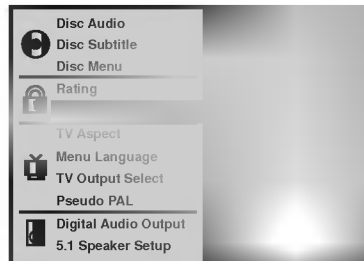 Disc Audio
Disc Subtitle
Disc Menu
Rating
TV Aspect
Menu Language
TV Output Select
Pseudo PAL
Digital Audio Output
5.1 Speaker Setup